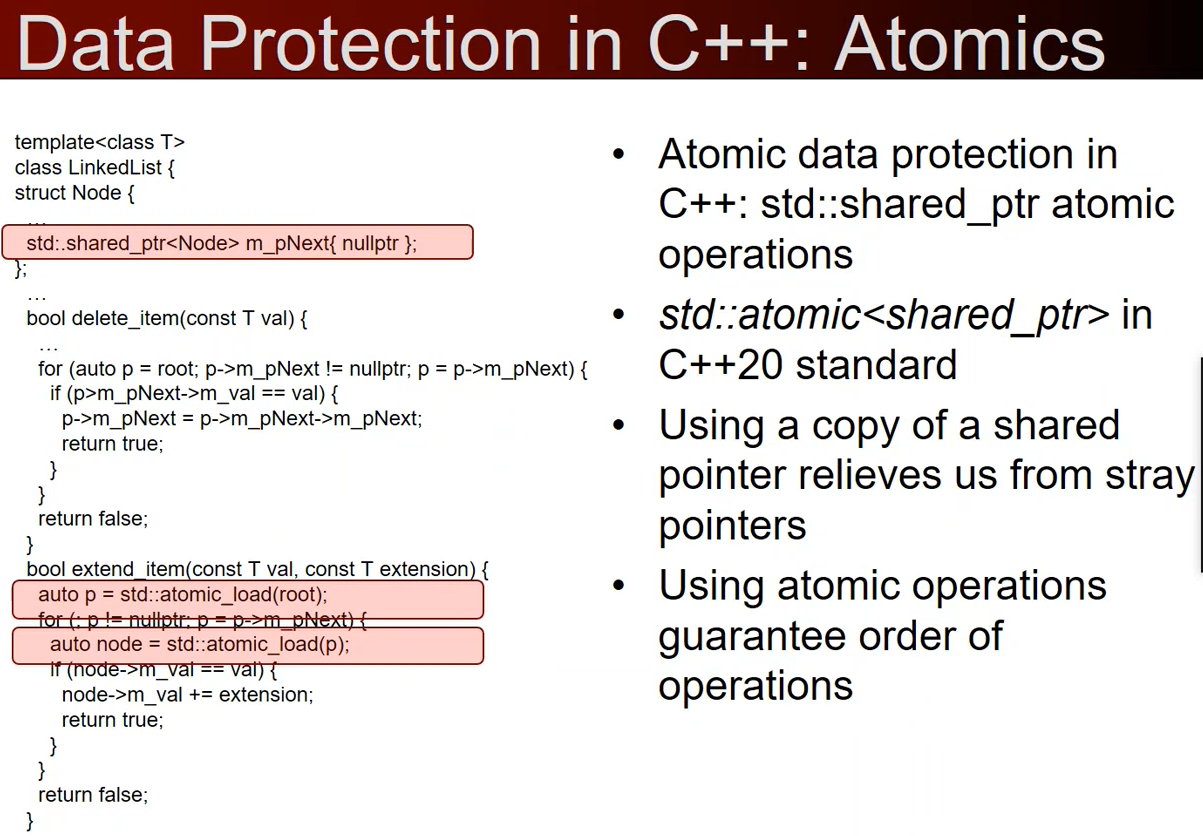 Data Protection in C++: Atomics
template<class T>
class LinkedList {
struct Node {
...
std:.shared_ptr<Node> m_pNext{ nullptr };
};
...
bool delete_item(const T val) {
...
for (auto p = root; p->m_pNext != nullptr; p = p->m_pNext) {
if (p>m_pNext->m_val == val) {
p->m_pNext = p->m_pNext->m_pNext;
return true;
}
}
return false;
}
bool extend_item(const T val, const T extension) {
auto p = std::atomic_load(root);
for (; p != nullptr; p = p->m_pNext) {
auto node = std::atomic_load(p);
if (node->m_val == val) {
node->m_val += extension;
return true;
}
}
return false;
}
• Atomic data protection in
C++: std::shared_ptr atomic
operations
• std::atomic<shared_ptr> in
C++20 standard
• Using a copy of a shared
pointer relieves us from stray
pointers
• Using atomic operations
guarantee order of
operations